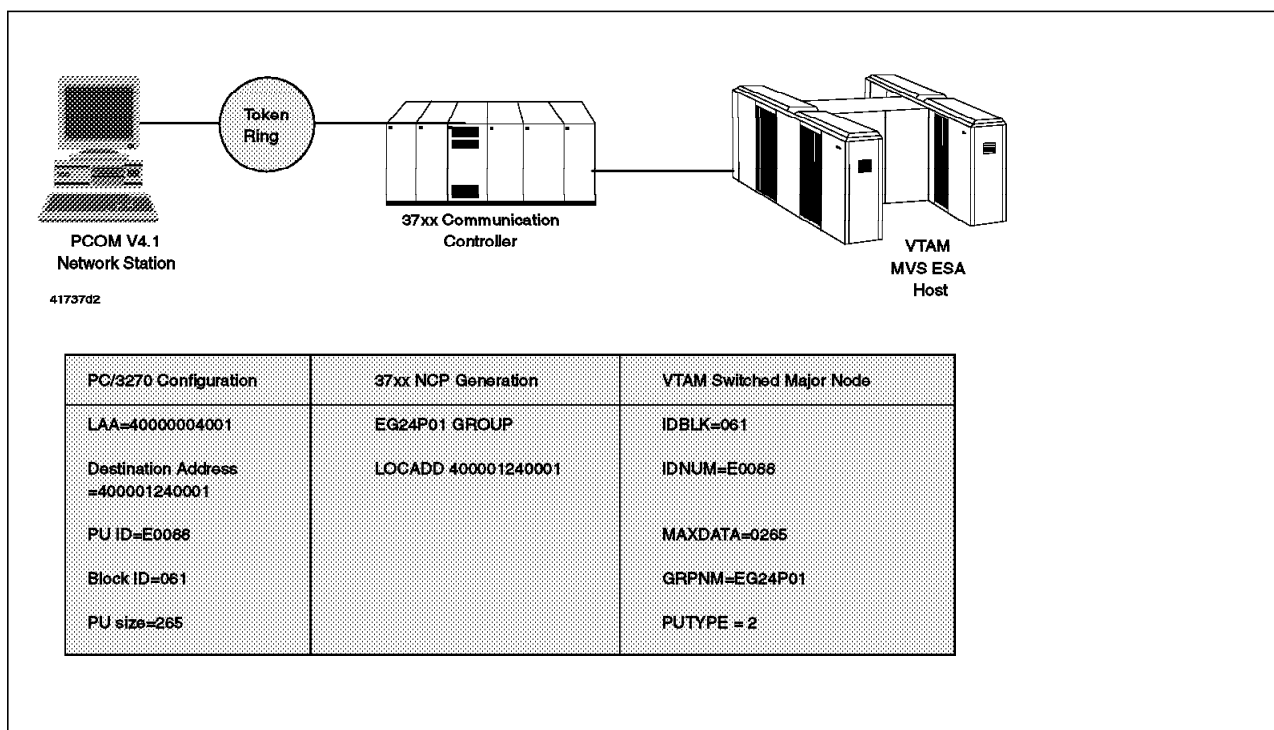 Token
Ring
37xx Communication
Controller
PCOM V4.1
Network Station
VTAM
MVS ESA
Host
41737d2
PC/3270 Configuration
37xx NCP Generation
VTAM Switched Major Node
LAA=40000004001
EG24P01 GROUP
IDBLK=061
Destination Address
=400001240001
LOCADD 400001240001
IDNUM=E0088
PU ID=E0088
MAXDATA=0265
Block ID=061
GRPNM=EG24P01
PU size=265
PUTYPE = 2